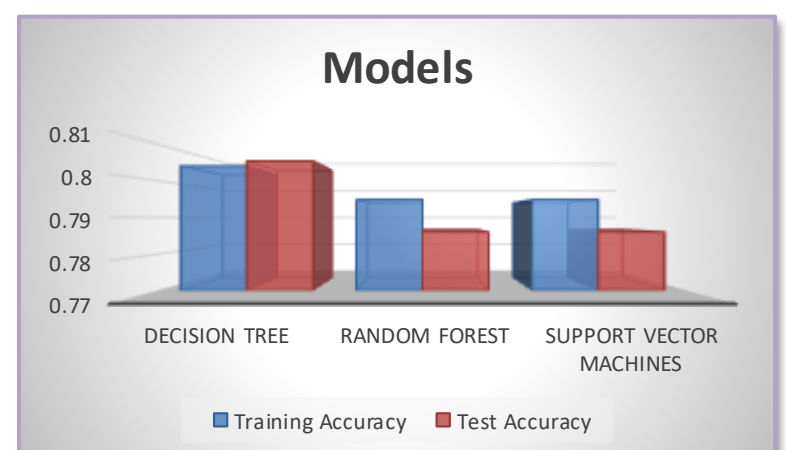 Models
0.81
0.8
0.79
0.78
0.77
DECISION TREE
RANDOM FOREST
SUPPORT VECTOR
MACHINES
Training Accuracy
Test Accuracy